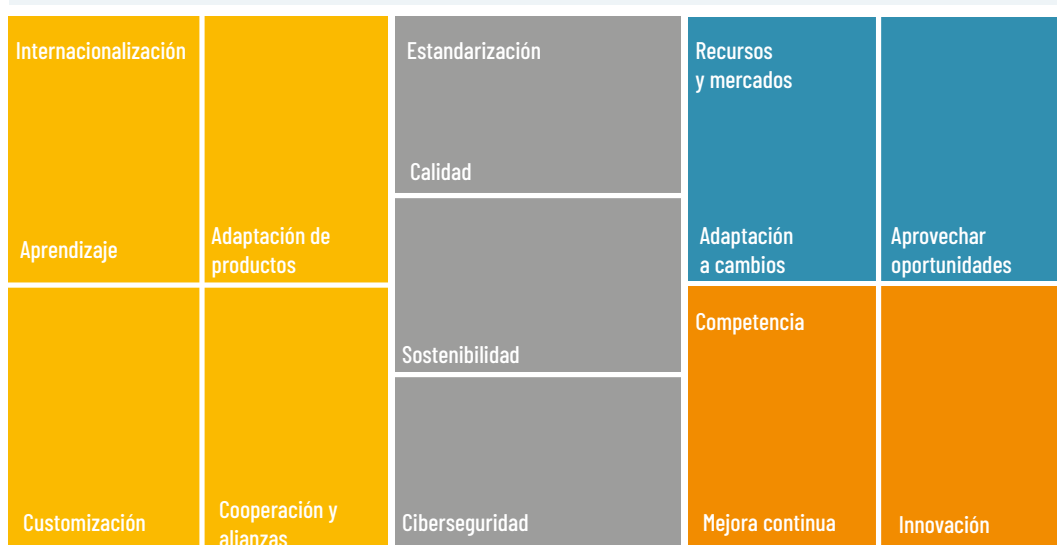 Internacionalización
Aprendizaje
Adaptación de
productos
Customización
Cooperación y
alianzas
Estandarización
Calidad
Sostenibilidad
Ciberseguridad
Recursos
y mercados
Adaptación
a cambios
Aprovechar
oportunidades
Competencia
Mejora continua
Innovación